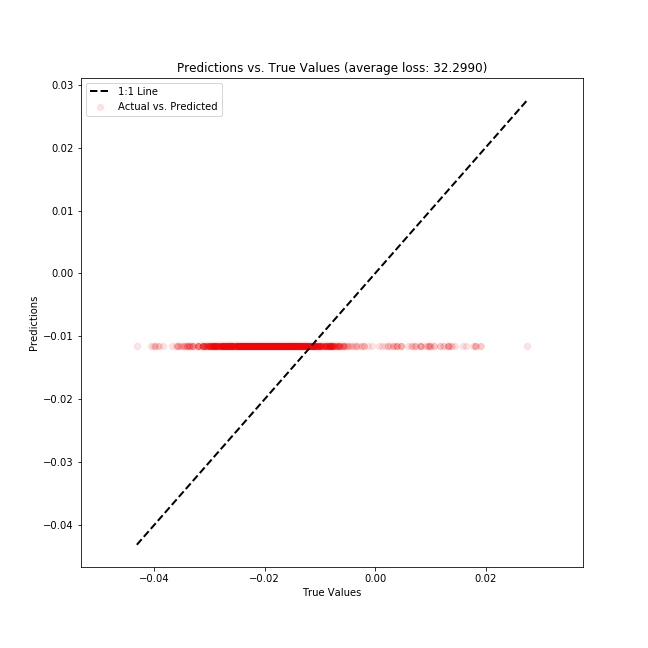 Predictions vs. True Values (average loss: 32.2990)
1:1 Line
Actual vs. Predicted
0.03
0.02
0.01
0.00
−0.01
−0.02
−0.03
−0.04
Predictions
−0.04 −0.02 0.00 0.02
True Values